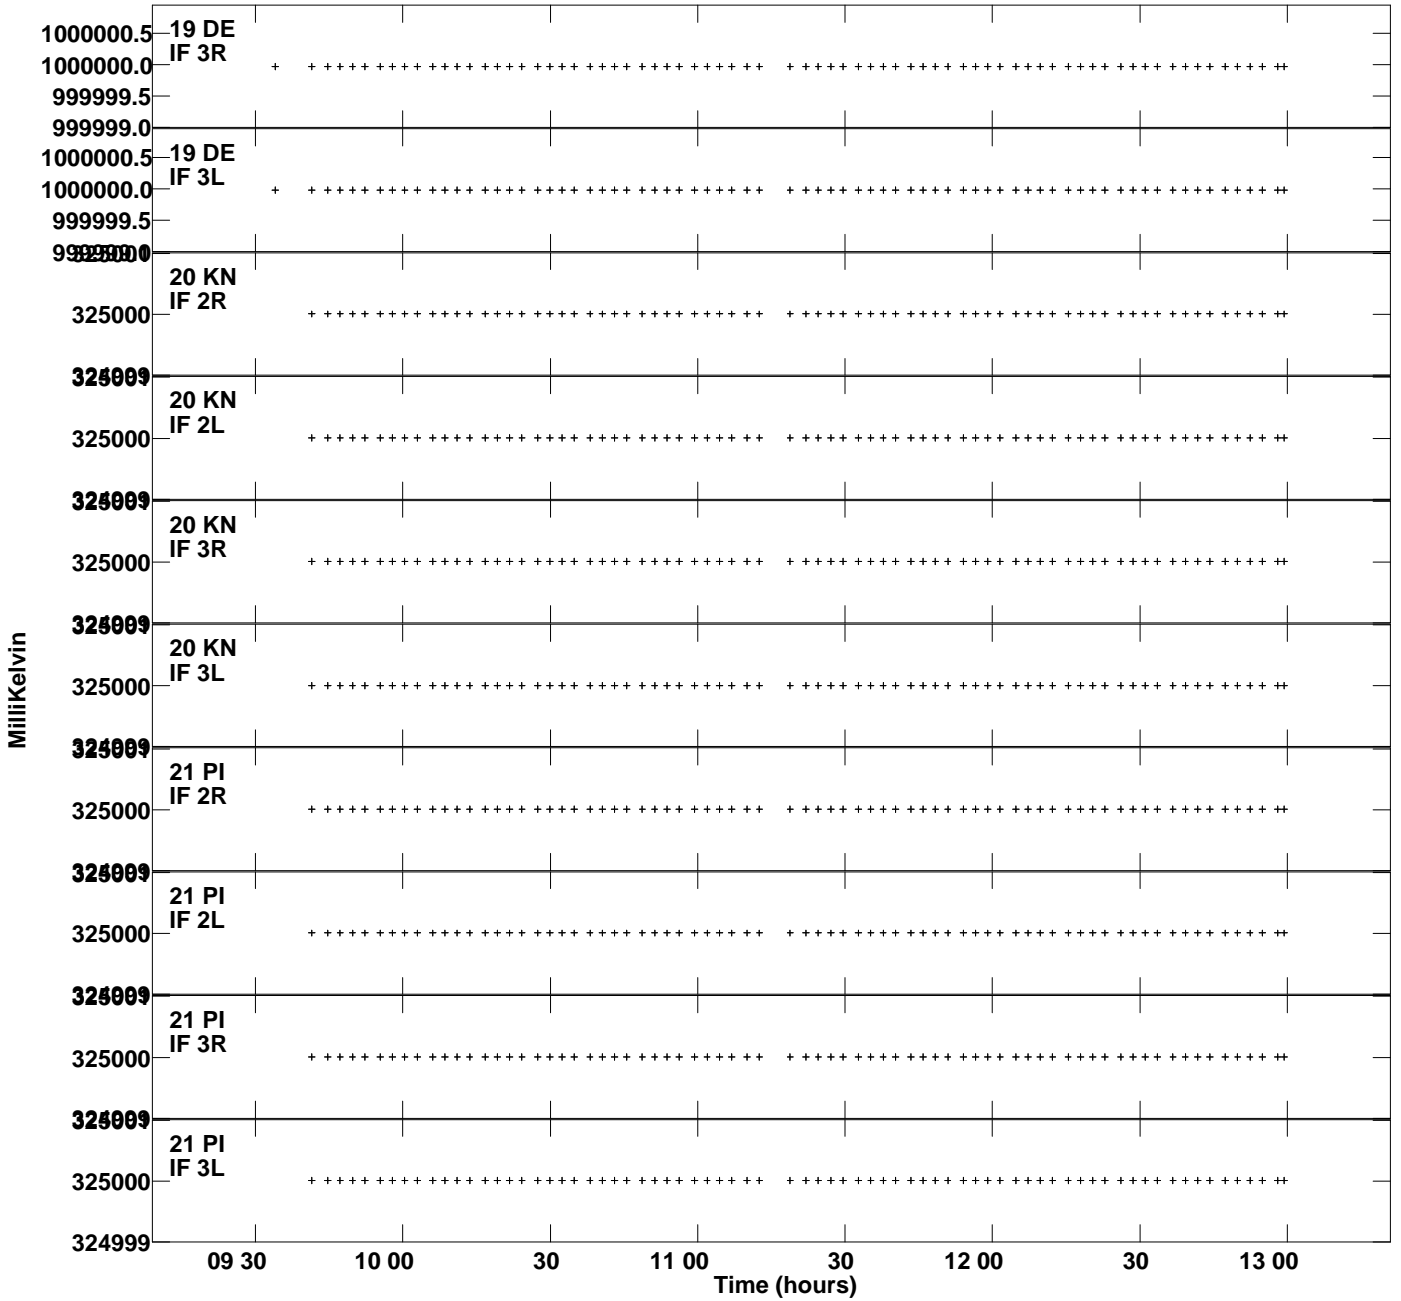 1000000.5
19 DE
IF 3R
1000000.0
999999.5
999999.0
1000000.5
19 DE
IF 3L
1000000.0
999999.5
20 KN
IF 2R
325000
20 KN
IF 2L
325000
20 KN
IF 3R
325000
20 KN
IF 3L
325000
21 PI
IF 2R
325000
21 PI
IF 2L
325000
21 PI
IF 3R
325000
21 PI
IF 3L
325000
324999
MilliKelvin
09 30 10 00 30 11 00 30 12 00 30 13 00
Time (hours)